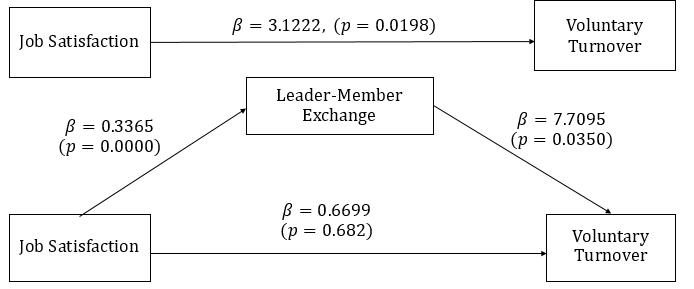 Job Satisfaction
β = 3.1222, (p = 0.0198)
Voluntary
Turnover
Leader-Member
Exchange
β = 0.3365
(p = 0.0000)
β = 7.7095
(p = 0.0350)
Job Satisfaction
β = 0.6699
(p = 0.682)
Voluntary
Turnover